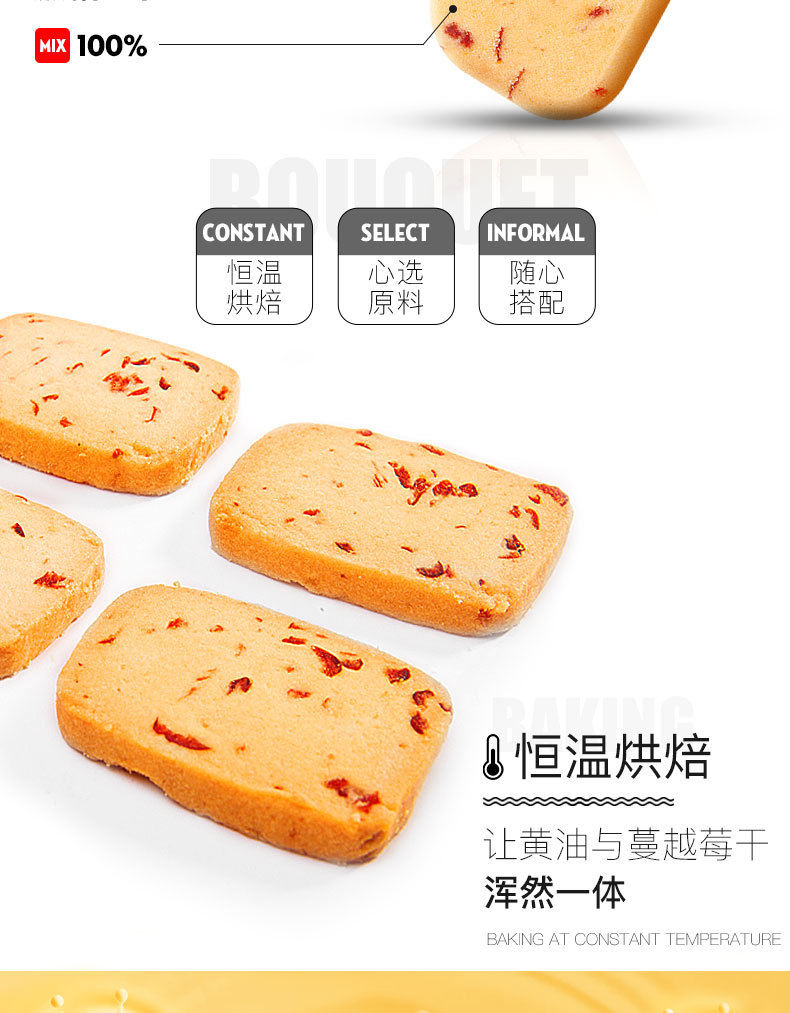 MIX 100%
BOUQUET
CONSTANT
恒温
烘焙
SELECT
心选
原料
INFORMAL
随心
搭配
BAKING
恒温烘焙
让黄油与蔓越莓干
浑然一体
BAKING AT CONSTANT TEMPERATURE